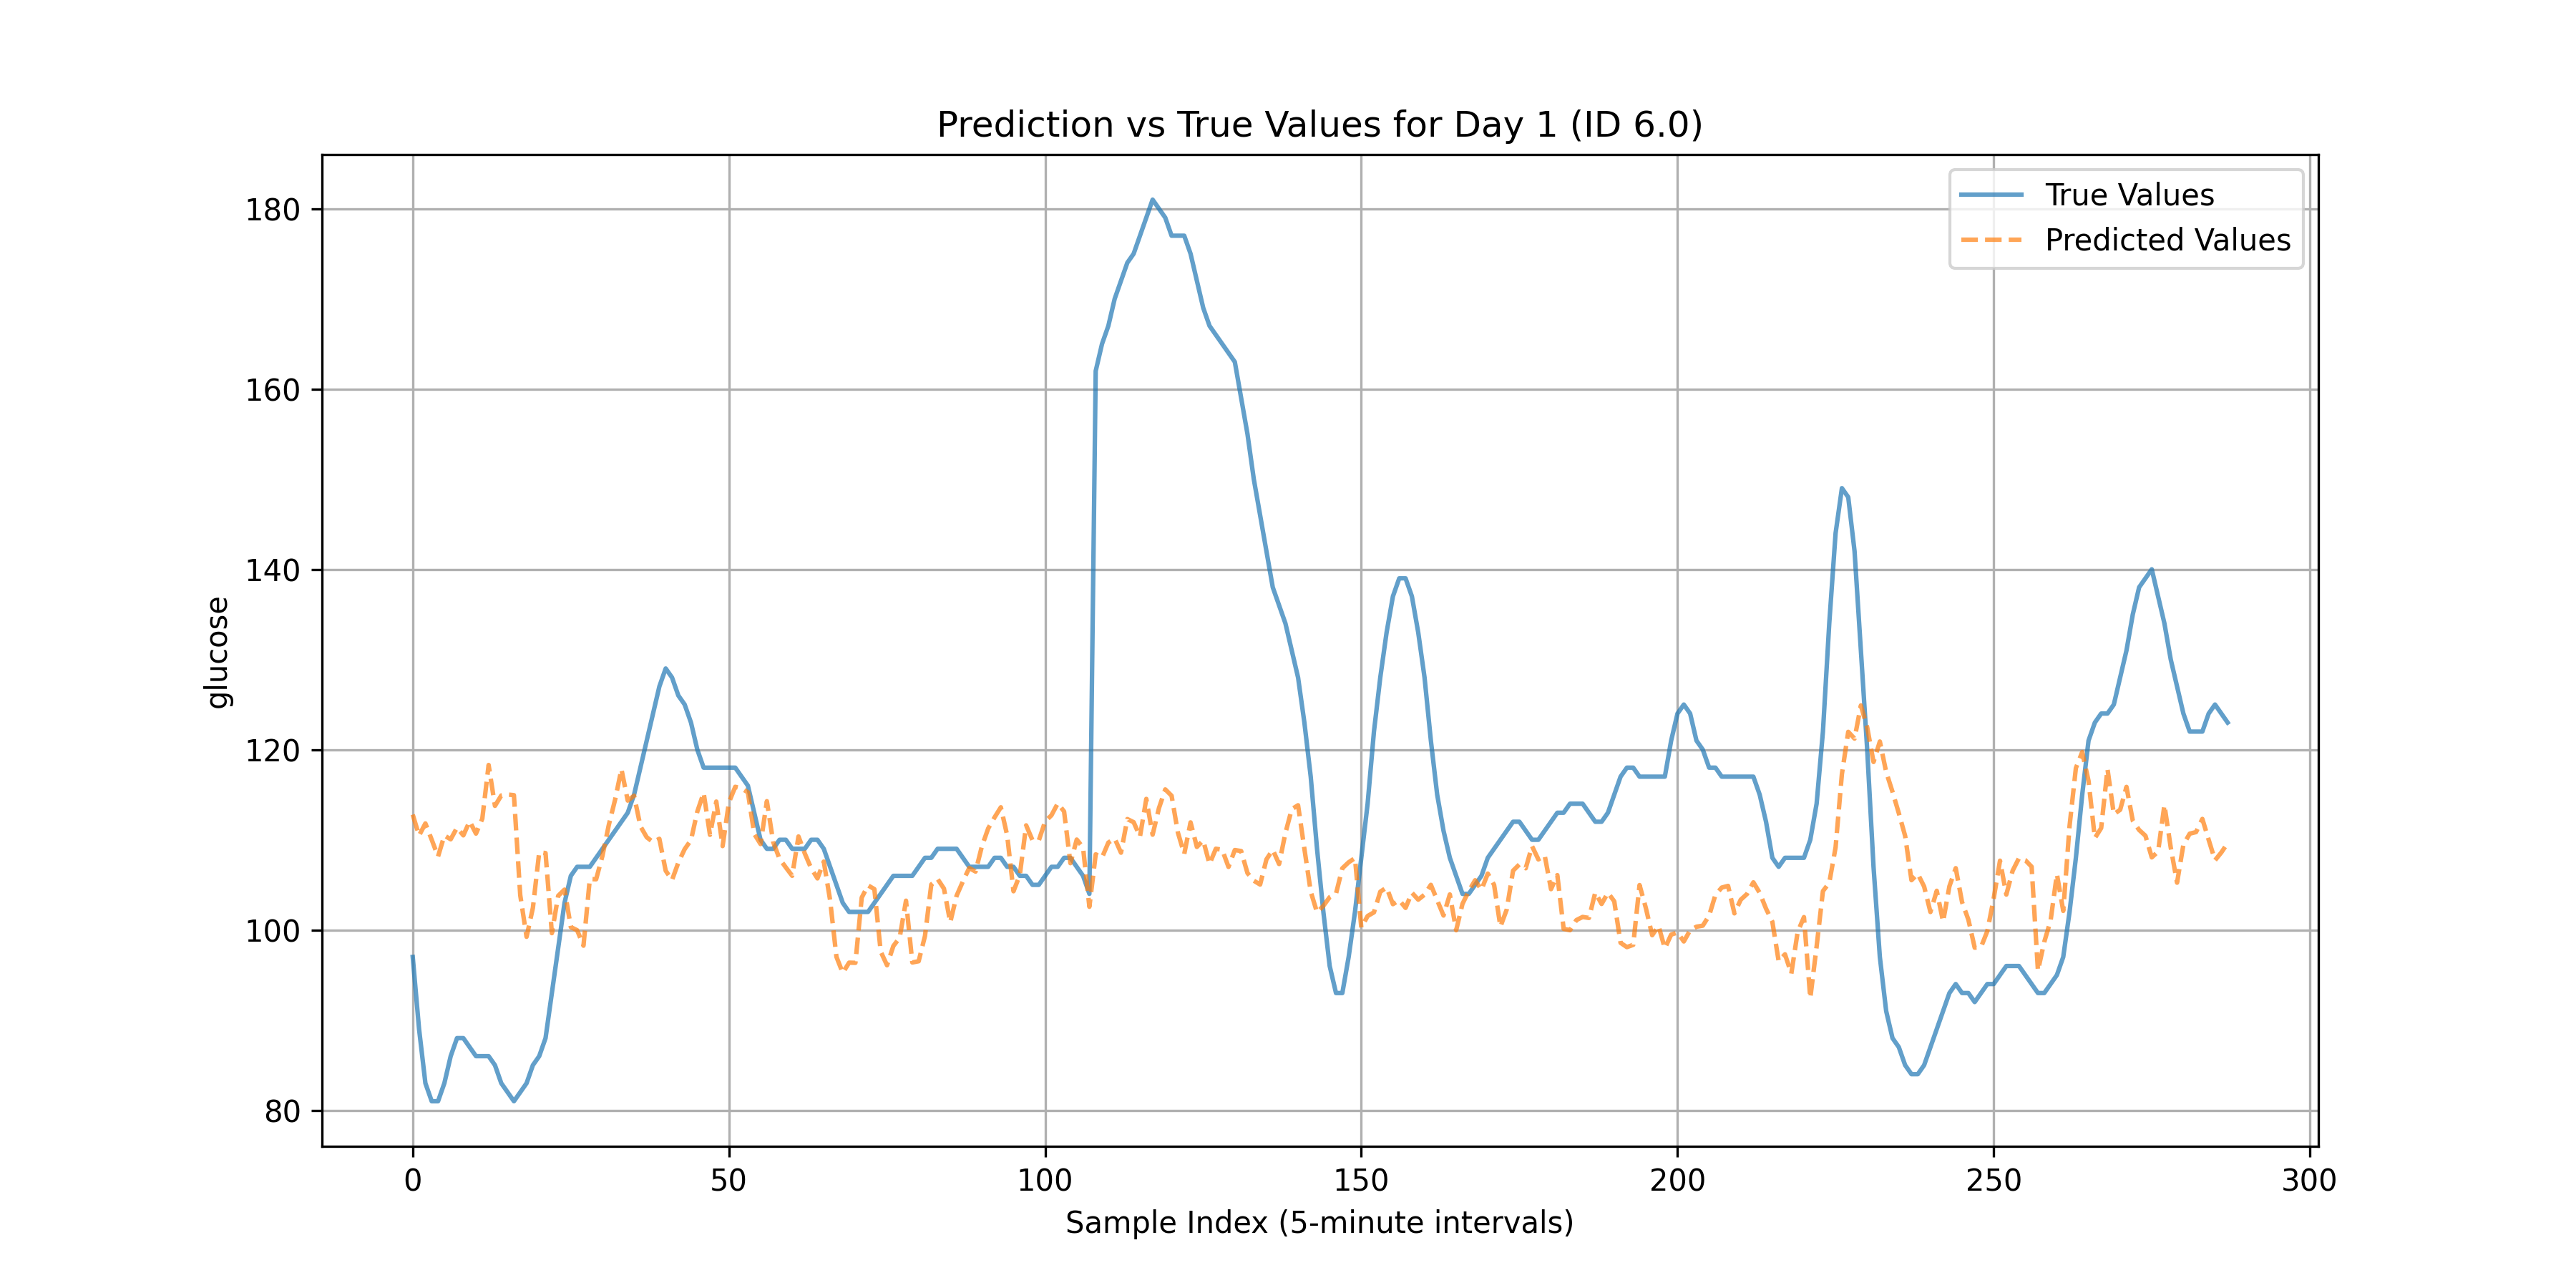 Prediction vs True Values for Day 1 (ID 6.0)
True Values
Predicted Values
180
160
140
120
100
80
glucose
0 50 100 150 200 250 300
Sample Index (5-minute intervals)